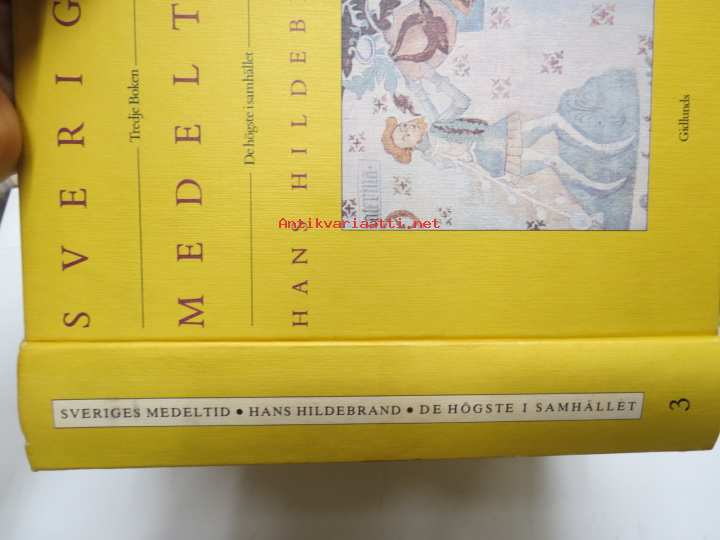 SVERIG
Tredje Boken
MEDELT
De högste i samhället
HANS HILDEB
Gidlunds
Antikvariaatti.net
SVERIGES MEDELTID • HANS HILDEBRAND • DE HÖGSTE I SAMHÄLLET
3